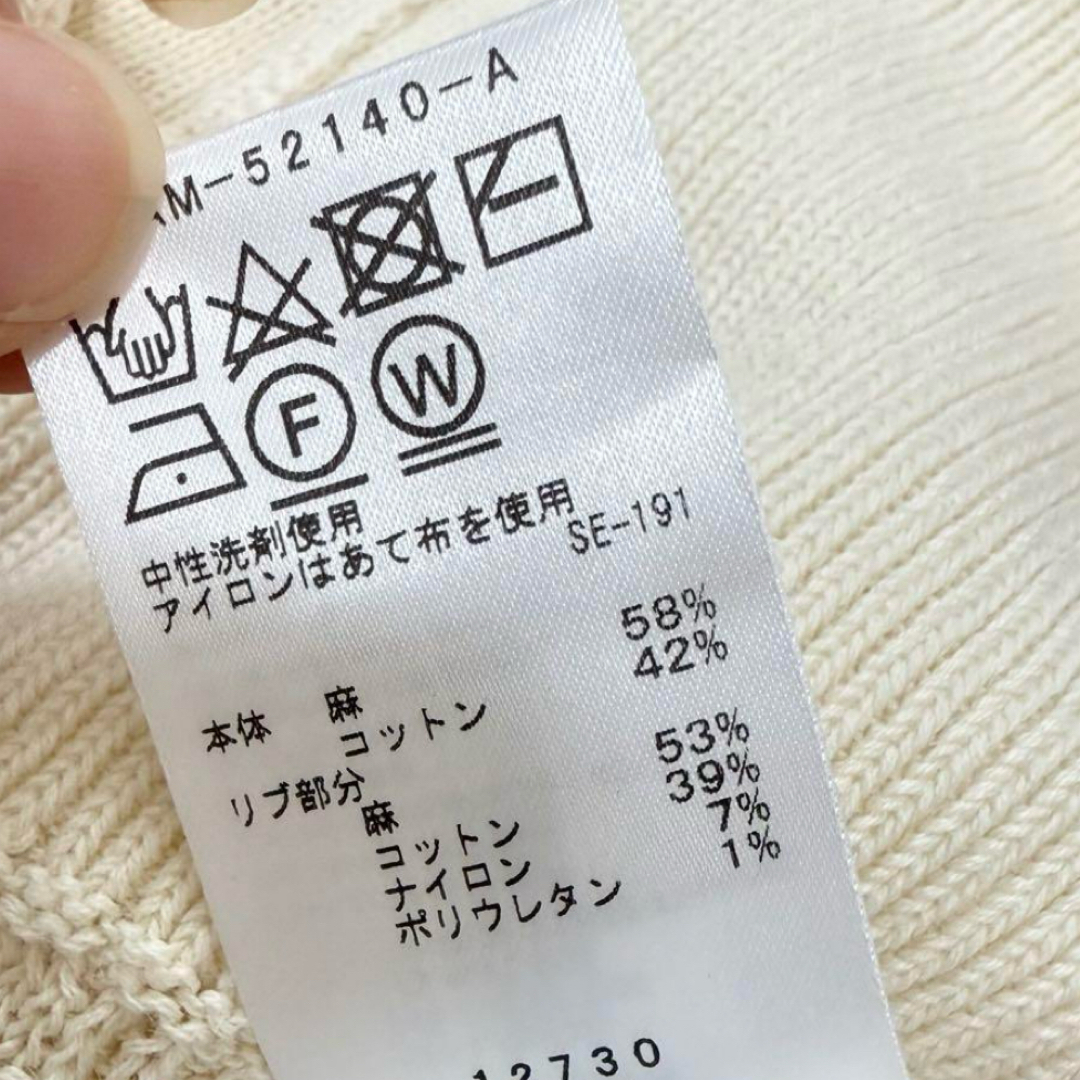 M-52140-A
F W
中性洗剤使用
アイロンはあて布を使用
SE-191
本体 麻 58%
コットン 42%
リブ部分
麻 53%
コットン 39%
ナイロン 7%
ポリウレタン 1%
12730